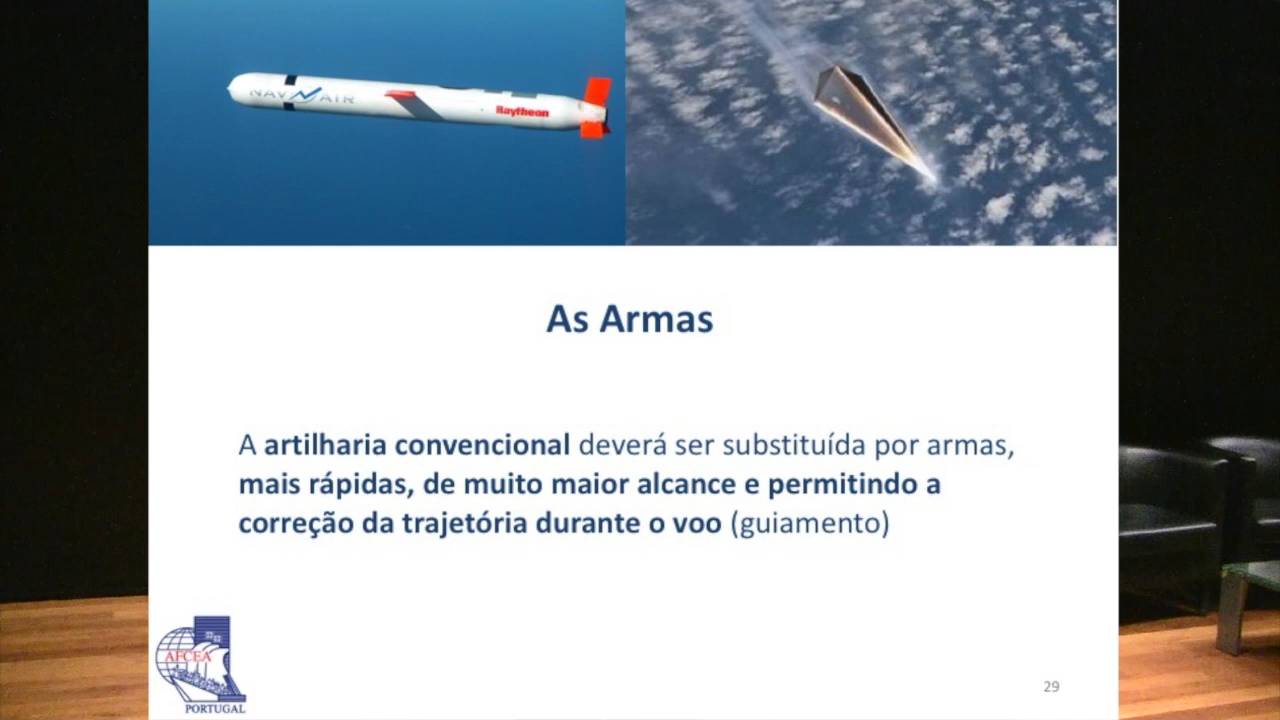 NAVAIR
Raytheon
As Armas
A artilharia convencional deverá ser substituída por armas,
mais rápidas, de muito maior alcance e permitindo a
correção da trajetória durante o voo (guiamento)
AFCEA
PORTUGAL
29